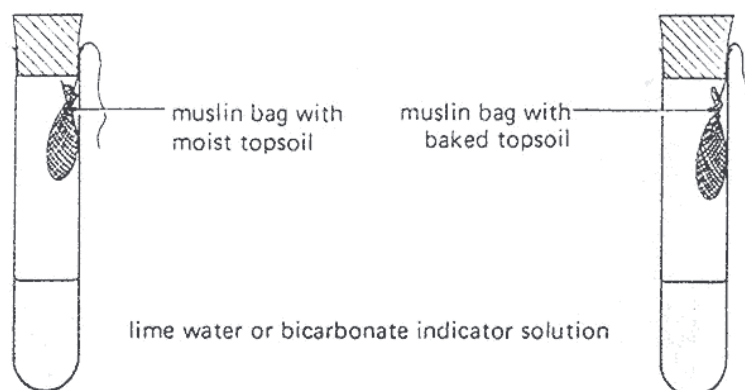 muslin bag with
moist topsoil
muslin bag with
baked topsoil
lime water or bicarbonate indicator solution